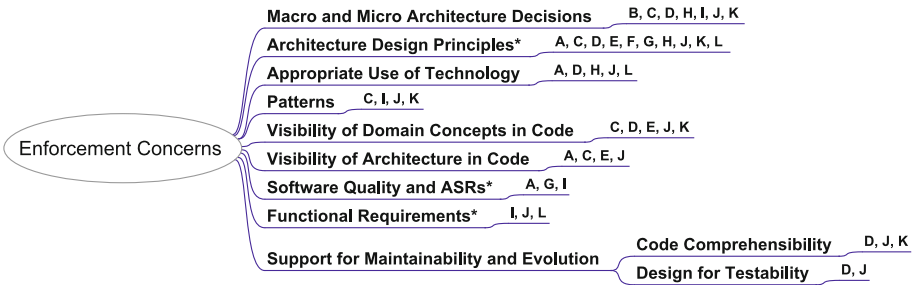 Macro and Micro Architecture Decisions B, C, D, H, I, J, K
Architecture Design Principles* A, C, D, E, F, G, H, J, K, L
Appropriate Use of Technology A, D, H, J, L
Patterns C, I, J, K
Visibility of Domain Concepts in Code C, D, E, J, K
Enforcement Concerns
Visibility of Architecture in Code A, C, E, J
Software Quality and ASRs* A, G, I
Functional Requirements* I, J, L
Support for Maintainability and Evolution
Code Comprehensibility D, J, K
Design for Testability D, J